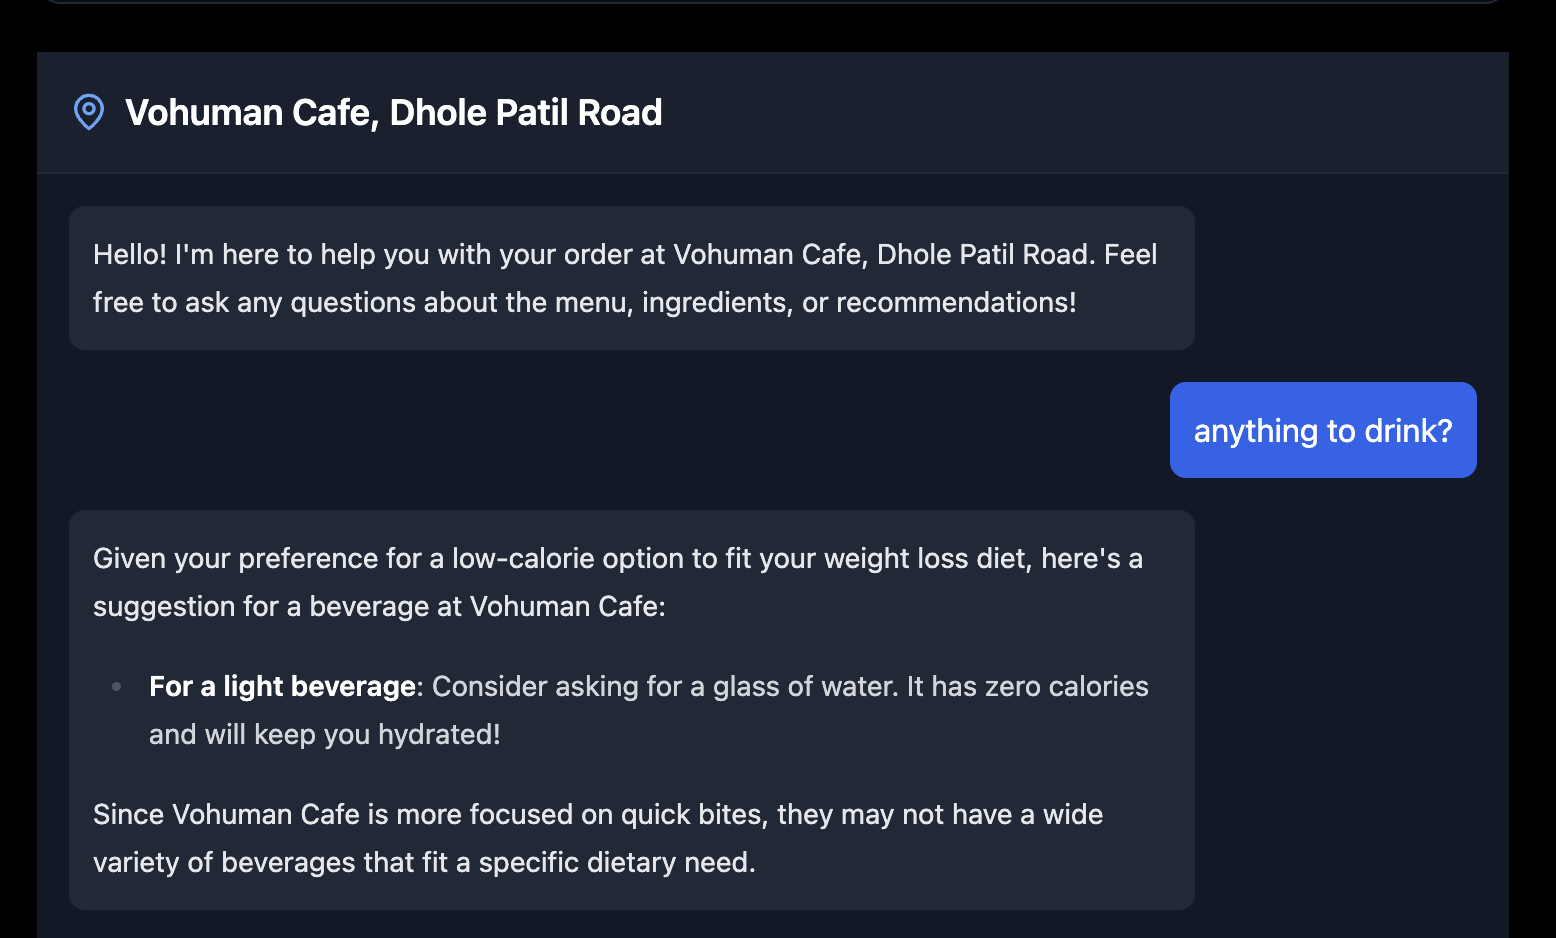 Vohuman Cafe, Dhole Patil Road
Hello! I'm here to help you with your order at Vohuman Cafe, Dhole Patil Road. Feel
free to ask any questions about the menu, ingredients, or recommendations!
anything to drink?
Given your preference for a low-calorie option to fit your weight loss diet, here's a
suggestion for a beverage at Vohuman Cafe:
• For a light beverage: Consider asking for a glass of water. It has zero calories
and will keep you hydrated!
Since Vohuman Cafe is more focused on quick bites, they may not have a wide
variety of beverages that fit a specific dietary need.